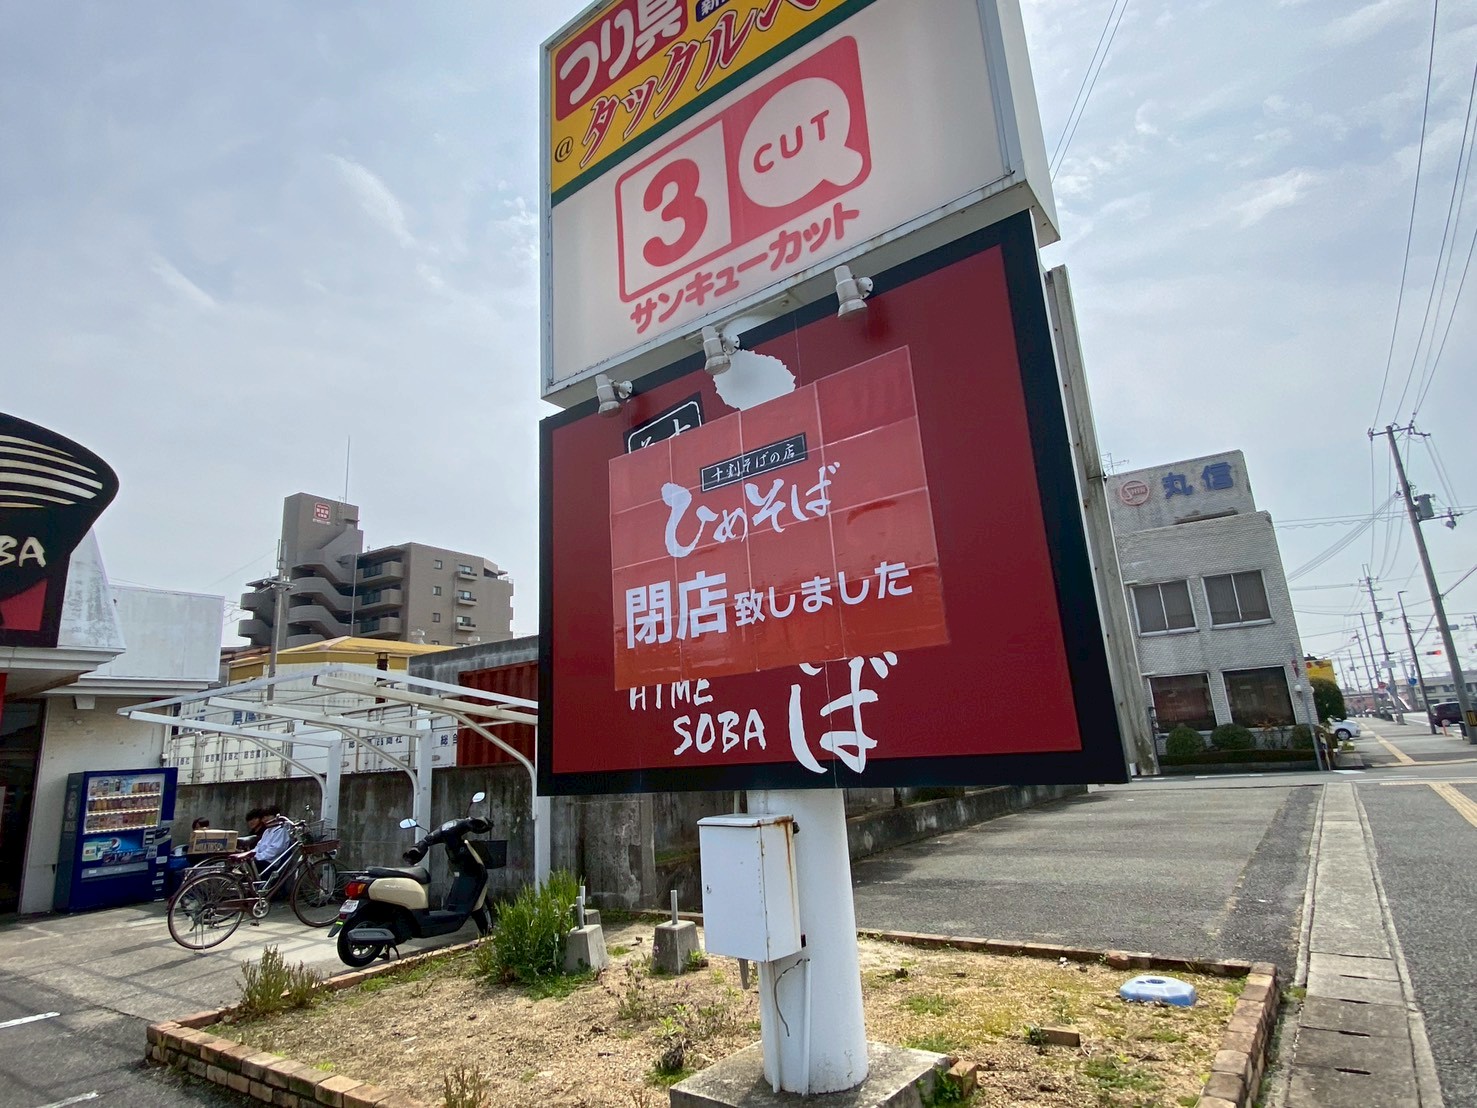 つり具
@タックルベ
3 CUT
サンキューカット
十割そばの店
ひめそば
閉店致しました
HIME
SOBA
ば
BA
丸信